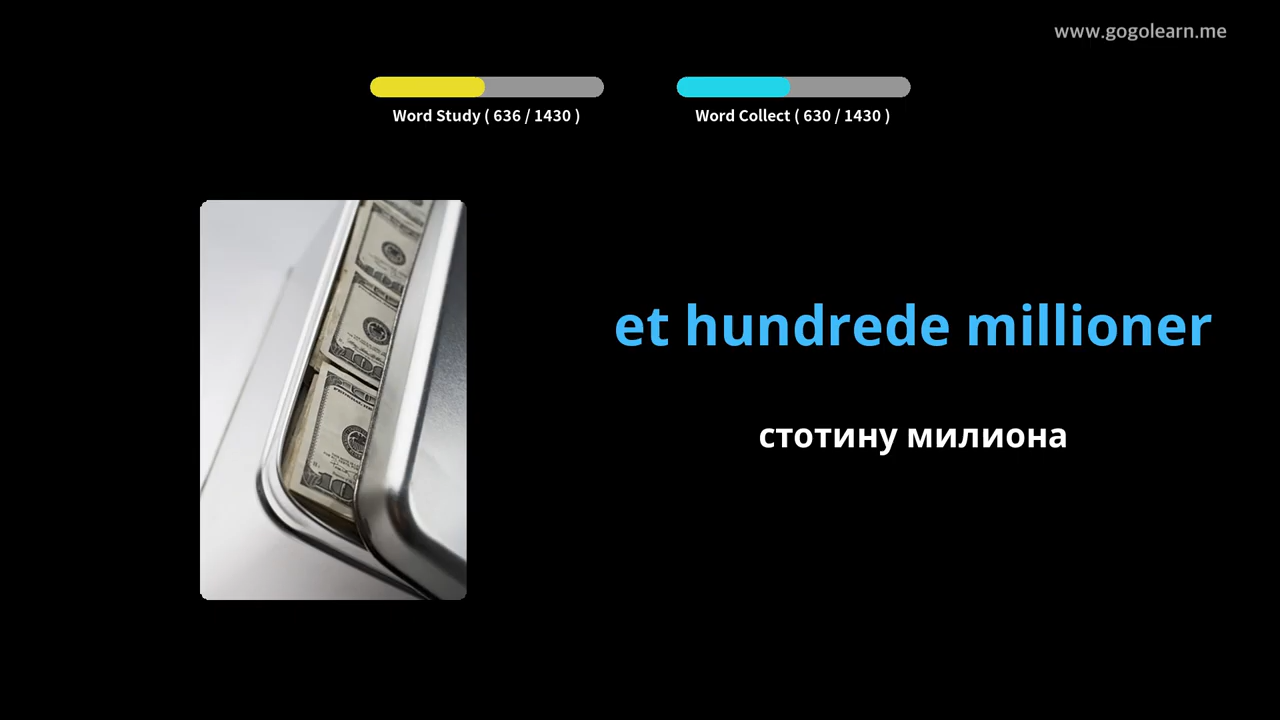 www.gogolearn.me
Word Study ( 636 / 1430 )
Word Collect ( 630 / 1430 )
et hundrede millioner
стотину милиона